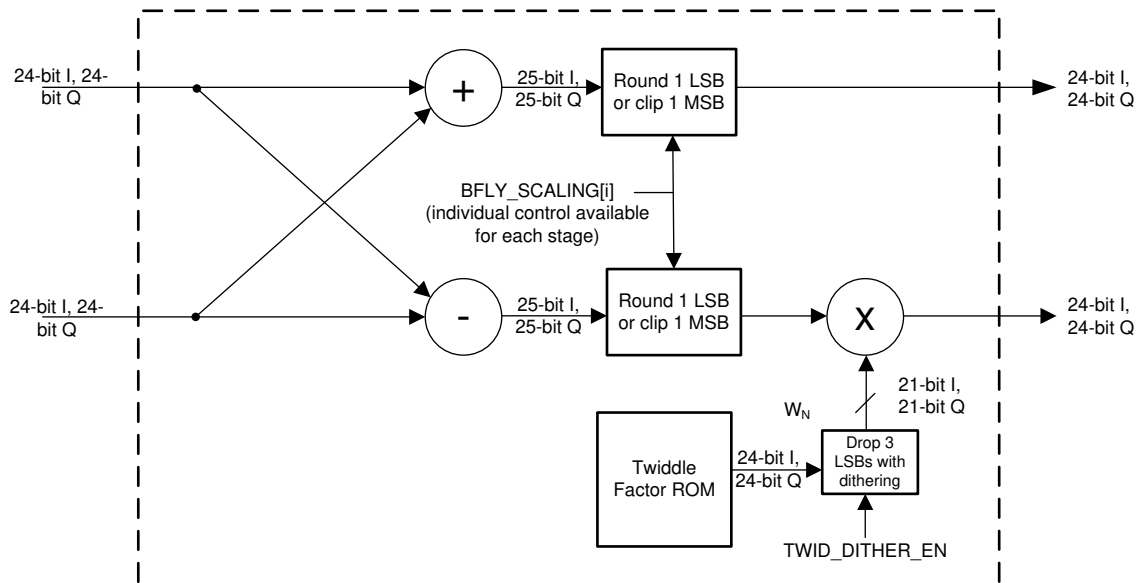 24-bit I, 24-
bit Q
+
25-bit I,
25-bit Q
Round 1 LSB
or clip 1 MSB
24-bit I,
24-bit Q
BFLY_SCALING[i]
(individual control available
for each stage)
24-bit I, 24-
bit Q
-
25-bit I,
25-bit Q
Round 1 LSB
or clip 1 MSB
X
24-bit I,
24-bit Q
21-bit I,
21-bit Q
WN
Twiddle
Factor ROM
24-bit I,
24-bit Q
Drop 3
LSBs with
dithering
TWID_DITHER_EN